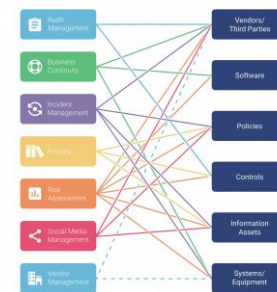 Audit
Management
Business
Continuity
Incident
Management
Policies
Risk
Assessment
Social Media
Management
Vendor
Management
Vendors/
Third Parties
Software
Policies
Controls
Information
Assets
Systems/
Equipment